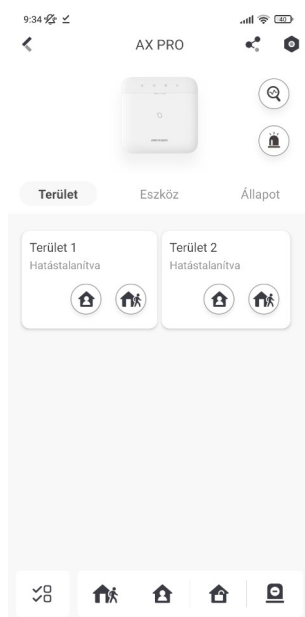 9:34
40
AX PRO
Terület
Eszköz
Állapot
Terület 1
Hatástalanítva
Terület 2
Hatástalanítva